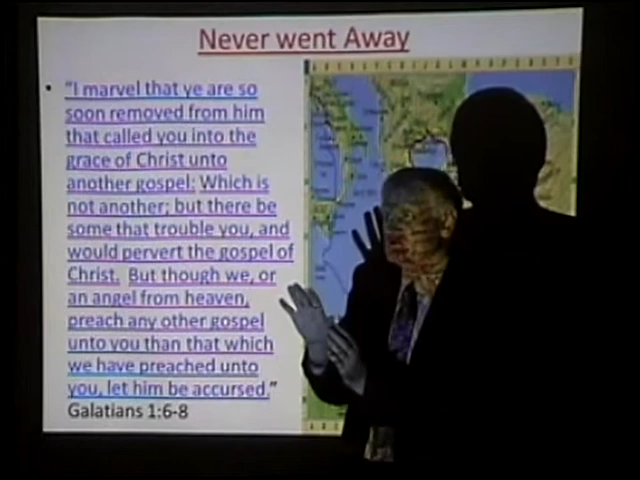 Never went Away
• "I marvel that ye are so
soon removed from him
that called you into the
grace of Christ unto
another gospel: Which is
not another; but there be
some that trouble you, and
would pervert the gospel of
Christ. But though we, or
an angel from heaven,
preach any other gospel
unto you than that which
we have preached unto
you, let him be accursed."
Galatians 1:6-8